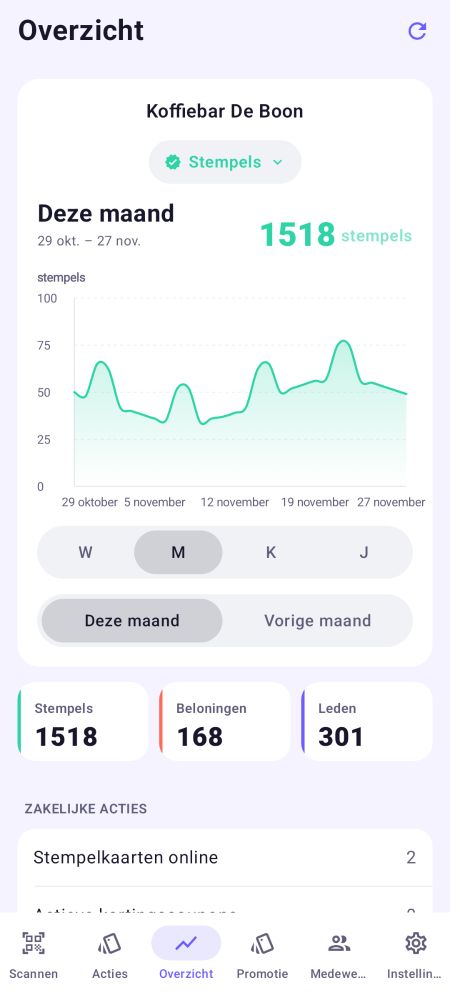 Overzicht
Koffiebar De Boon
Stempels
Deze maand
29 okt. – 27 nov.
1518 stempels
stempels
100
75
50
25
0
29 oktober 5 november 12 november 19 november 27 november
W M K J
Deze maand Vorige maand
Stempels Beloningen Leden
1518 168 301
ZAKELIJKE ACTIES
Stempelkaarten online 2
Scannen Acties Overzicht Promotie Medewe... Instellin...